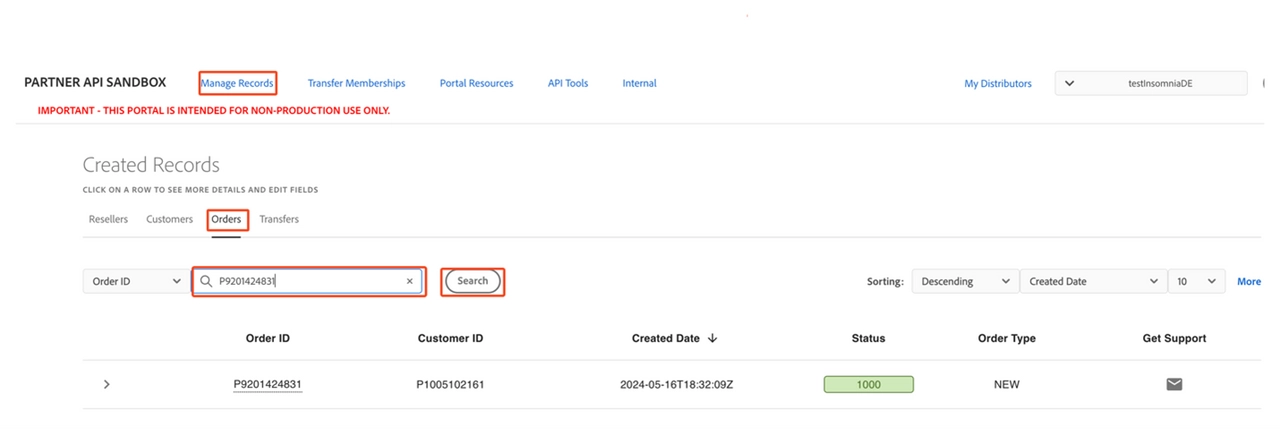 PARTNER API SANDBOX Manage Records Transfer Memberships Portal Resources API Tools Internal My Distributors testInsomniaDE
IMPORTANT - THIS PORTAL IS INTENDED FOR NON-PRODUCTION USE ONLY.
Created Records
CLICK ON A ROW TO SEE MORE DETAILS AND EDIT FIELDS
Resellers Customers Orders Transfers
Order ID P9201424831 Search Sorting: Descending Created Date 10 More
Order ID Customer ID Created Date Status Order Type Get Support
P9201424831 P1005102161 2024-05-16T18:32:09Z 1000 NEW